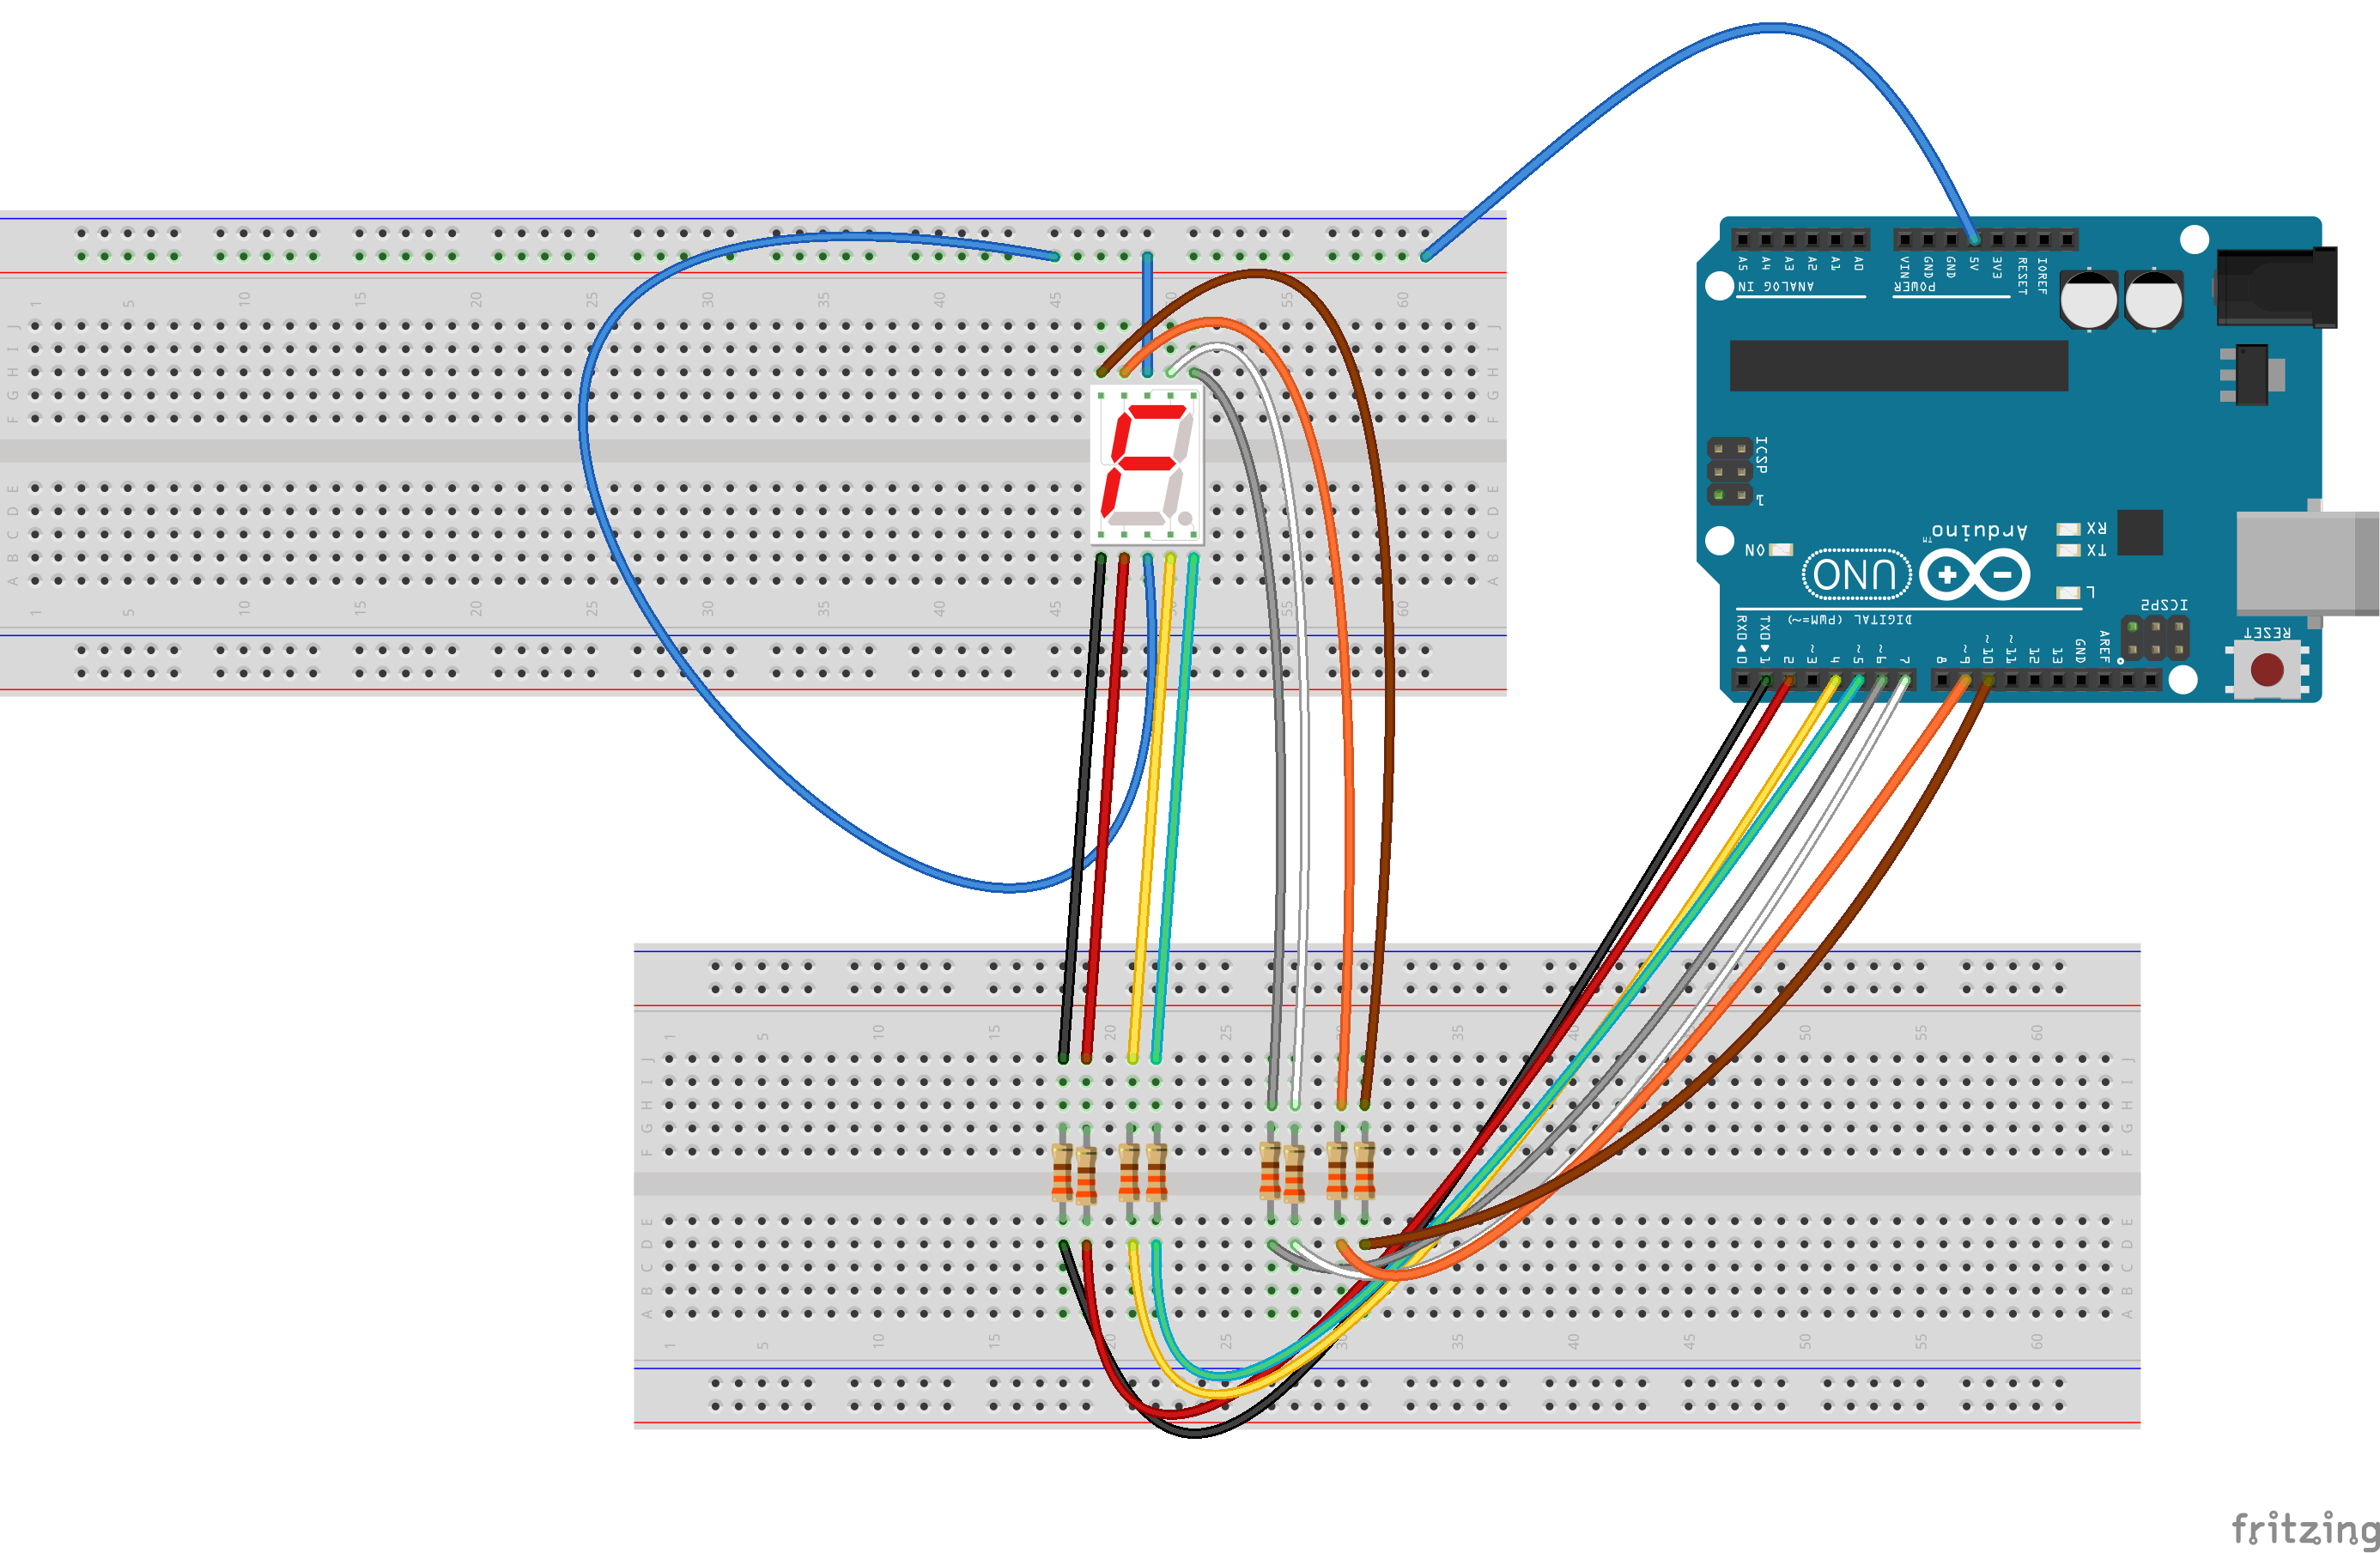 1 5 10 15 20 25 30 35 40 45 50 55 60
J J
I I
H H
G G
F F
E E
D D
C C
B B
A A
1 5 10 15 20 25 30 35 40 45 50 55 60
A5 A4 A3 A2 A1 A0 VIN GND GND 5V 3V3 RESET IOREF
ANALOG IN POWER
ICSP
1
Arduino™
ON UNO
RX
TX
L
ICSP2
RESET
DIGITAL (PWM=~)
RX0◄0 TX0►1 2 ~3 4 ~5 ~6 7 8 ~9 ~10 ~11 12 13 GND AREF
1 5 10 15 20 25 30 35 40 45 50 55 60
J J
I I
H H
G G
F F
E E
D D
C C
B B
A A
1 5 10 15 20 25 30 35 40 45 50 55 60
fritzing